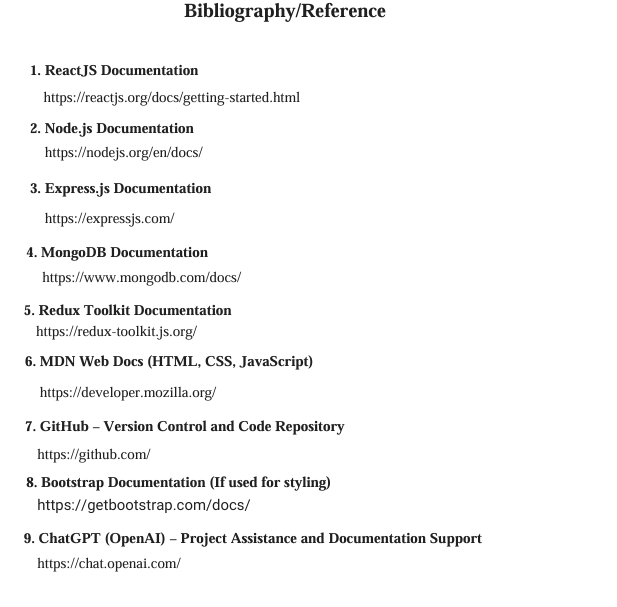 Bibliography/Reference
1. ReactJS Documentation
https://reactjs.org/docs/getting-started.html
2. Node.js Documentation
https://nodejs.org/en/docs/
3. Express.js Documentation
https://expressjs.com/
4. MongoDB Documentation
https://www.mongodb.com/docs/
5. Redux Toolkit Documentation
https://redux-toolkit.js.org/
6. MDN Web Docs (HTML, CSS, JavaScript)
https://developer.mozilla.org/
7. GitHub – Version Control and Code Repository
https://github.com/
8. Bootstrap Documentation (If used for styling)
https://getbootstrap.com/docs/
9. ChatGPT (OpenAI) – Project Assistance and Documentation Support
https://chat.openai.com/